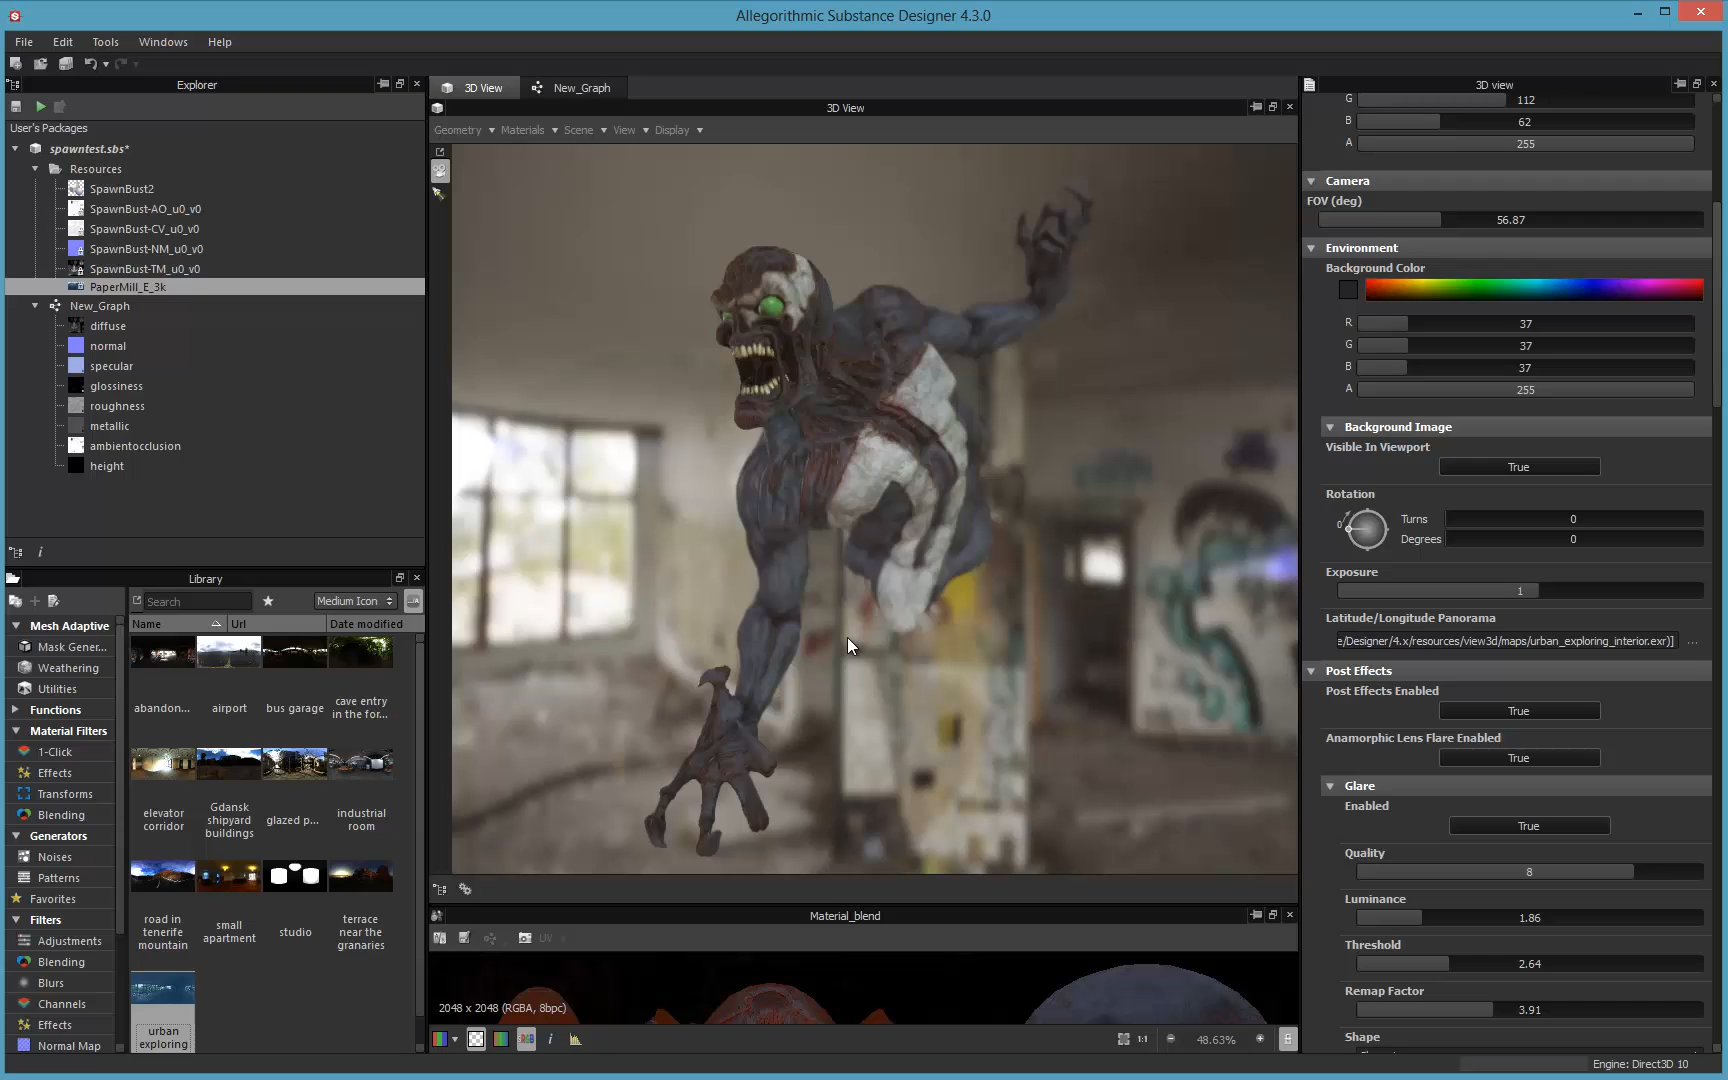 Allegorithmic Substance Designer 4.3.0
File Edit Tools Windows Help
Explorer
User's Packages
spawntest.sbs*
Resources
SpawnBust2
SpawnBust-AO_u0_v0
SpawnBust-CV_u0_v0
SpawnBust-NM_u0_v0
SpawnBust-TM_u0_v0
PaperMill_E_3k
New_Graph
diffuse
normal
specular
glossiness
roughness
metallic
ambientocclusion
height
Library
Search
Medium Icon
Name Url Date modified
Mesh Adaptive
Mask Gener...
Weathering
Utilities
Functions
Material Filters
1-Click
Effects
Transforms
Blending
Generators
Noises
Patterns
Favorites
Filters
Adjustments
Blending
Blurs
Channels
Effects
Normal Map
abandon...
airport
bus garage
cave entry
in the for...
elevator
corridor
Gdansk
shipyard
buildings
glazed p...
industrial
room
road in
tenerife
mountain
small
apartment
studio
terrace
near the
granaries
urban
exploring
3D View New_Graph
3D View
Geometry Materials Scene View Display
Material_blend
UV
2048 x 2048 (RGBA, 8bpc)
1:1
48.63%
3D view
G 112
B 62
A 255
Camera
FOV (deg)
56.87
Environment
Background Color
R 37
G 37
B 37
A 255
Background Image
Visible In Viewport
True
Rotation
0
Turns 0
Degrees 0
Exposure
1
Latitude/Longitude Panorama
e/Designer/4.x/resources/view3d/maps/urban_exploring_interior.exr)] ...
Post Effects
Post Effects Enabled
True
Anamorphic Lens Flare Enabled
True
Glare
Enabled
True
Quality
8
Luminance
1.86
Threshold
2.64
Remap Factor
3.91
Shape
Engine: Direct3D 10